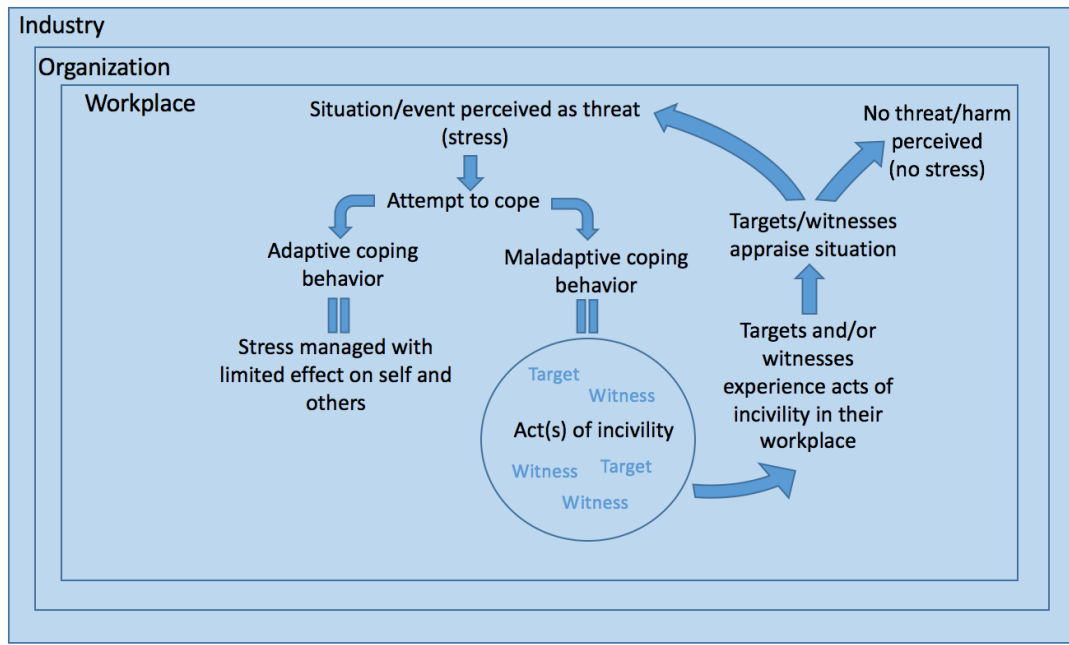 Industry
Organization
Workplace
Situation/event perceived as threat
(stress)
No threat/harm
perceived
(no stress)
Attempt to cope
Targets/witnesses
appraise situation
Adaptive coping
behavior
Maladaptive coping
behavior
Stress managed with
limited effect on self and
others
Targets and/or
witnesses
experience acts of
incivility in their
workplace
Target
Witness
Act(s) of incivility
Witness
Target
Witness